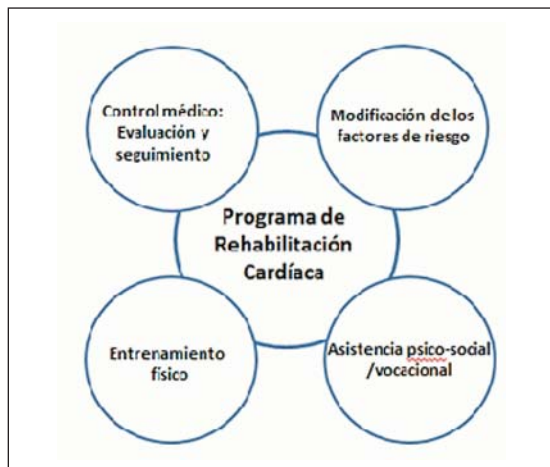 Control médico:
Evaluación y
seguimiento
Modificación de los
factores de riesgo
Programa de
Rehabilitación
Cardíaca
Entrenamiento
físico
Asistencia psico-social
/vocacional